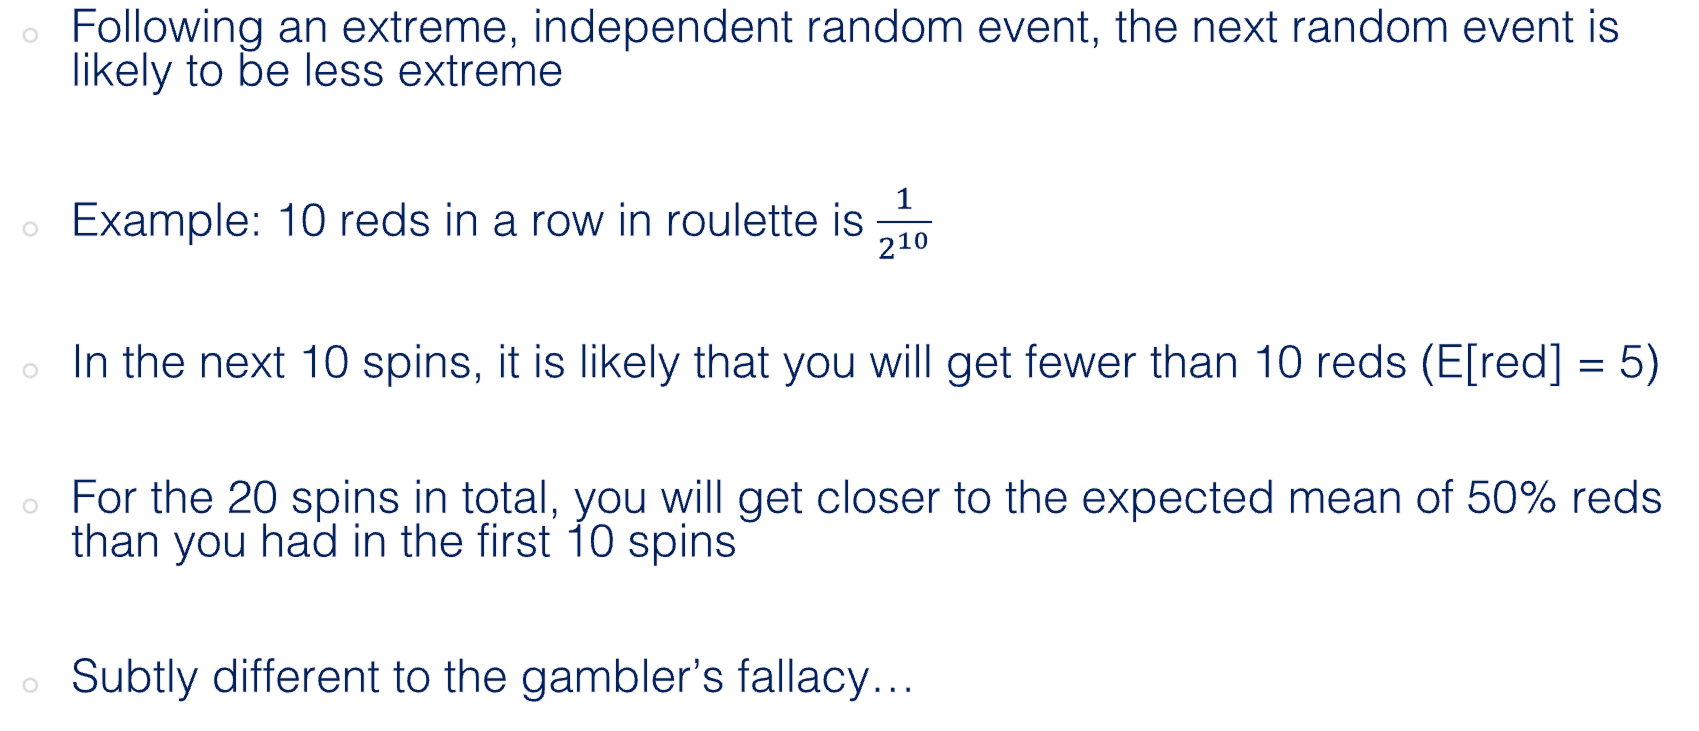 Following an extreme, independent random event, the next random event is
likely to be less extreme
Example: 10 reds in a row in roulette is 1/2^10
In the next 10 spins, it is likely that you will get fewer than 10 reds (E[red] = 5)
For the 20 spins in total, you will get closer to the expected mean of 50% reds
than you had in the first 10 spins
Subtly different to the gambler’s fallacy…